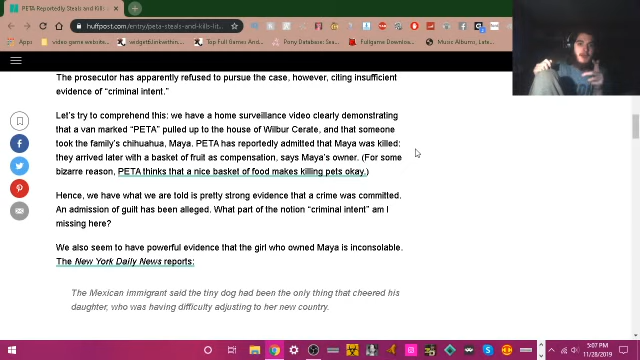 PETA Reportedly Steals and Kills Lit
huffpost.com/entry/peta-steals-and-kills-lit...
Apps
video game website...
widgetEl.linkwithin...
Top Full Games And...
Pony Database - Sor...
Fullgame Download...
Music Albums, Late...
The prosecutor has apparently refused to pursue the case, however, citing insufficient
evidence of “criminal intent.”
Let’s try to comprehend this: we have a home surveillance video clearly demonstrating
that a van marked “PETA” pulled up to the house of Wilbur Cerate, and that someone
took the family’s chihuahua, Maya. PETA has reportedly admitted that Maya was killed:
they arrived later with a basket of fruit as compensation, says Maya’s owner. (For some
bizarre reason, PETA thinks that a nice basket of food makes killing pets okay.)
Hence, we have what we are told is pretty strong evidence that a crime was committed.
An admission of guilt has been alleged. What part of the notion “criminal intent” am I
missing here?
We also seem to have powerful evidence that the girl who owned Maya is inconsolable.
The New York Daily News reports:
The Mexican immigrant said the tiny dog had been the only thing that cheered his
daughter, who was having difficulty adjusting to her new country.
5:07 PM
11/28/2019